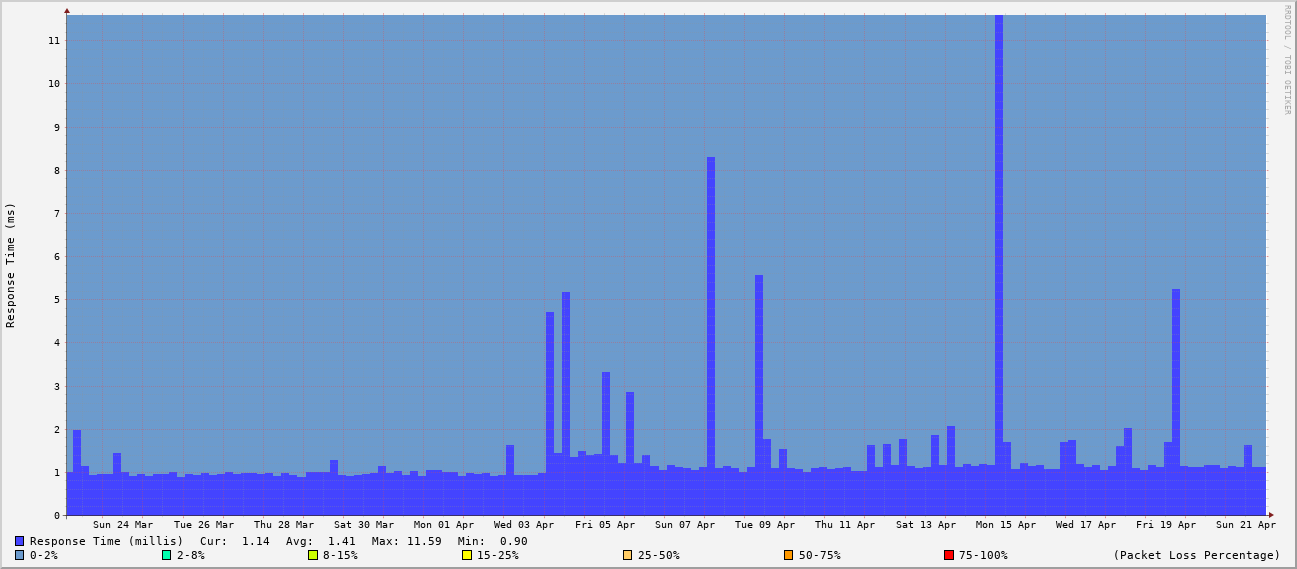 RRDTOOL / TOBI OETIKER
Response Time (ms)
11
10
9
8
7
6
5
4
3
2
1
0
Sun 24 Mar Tue 26 Mar Thu 28 Mar Sat 30 Mar Mon 01 Apr Wed 03 Apr Fri 05 Apr Sun 07 Apr Tue 09 Apr Thu 11 Apr Sat 13 Apr Mon 15 Apr Wed 17 Apr Fri 19 Apr Sun 21 Apr
Response Time (millis) Cur: 1.14 Avg: 1.41 Max: 11.59 Min: 0.90
0-2% 2-8% 8-15% 15-25% 25-50% 50-75% 75-100% (Packet Loss Percentage)